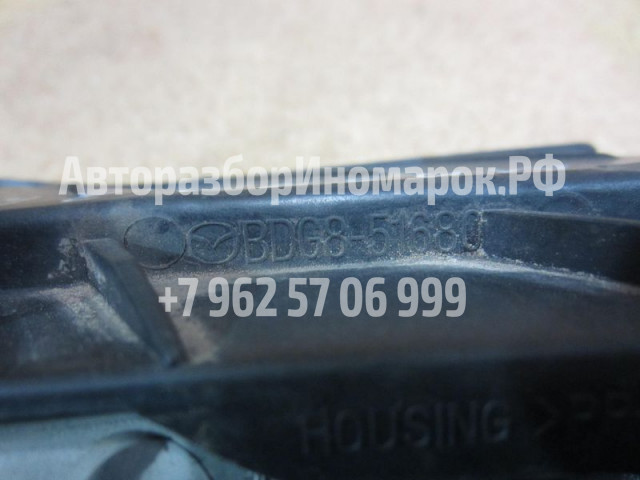 АвторазборИномарок.РФ
BDG8-51680
+7 962 57 06 999
HOUSING >PP